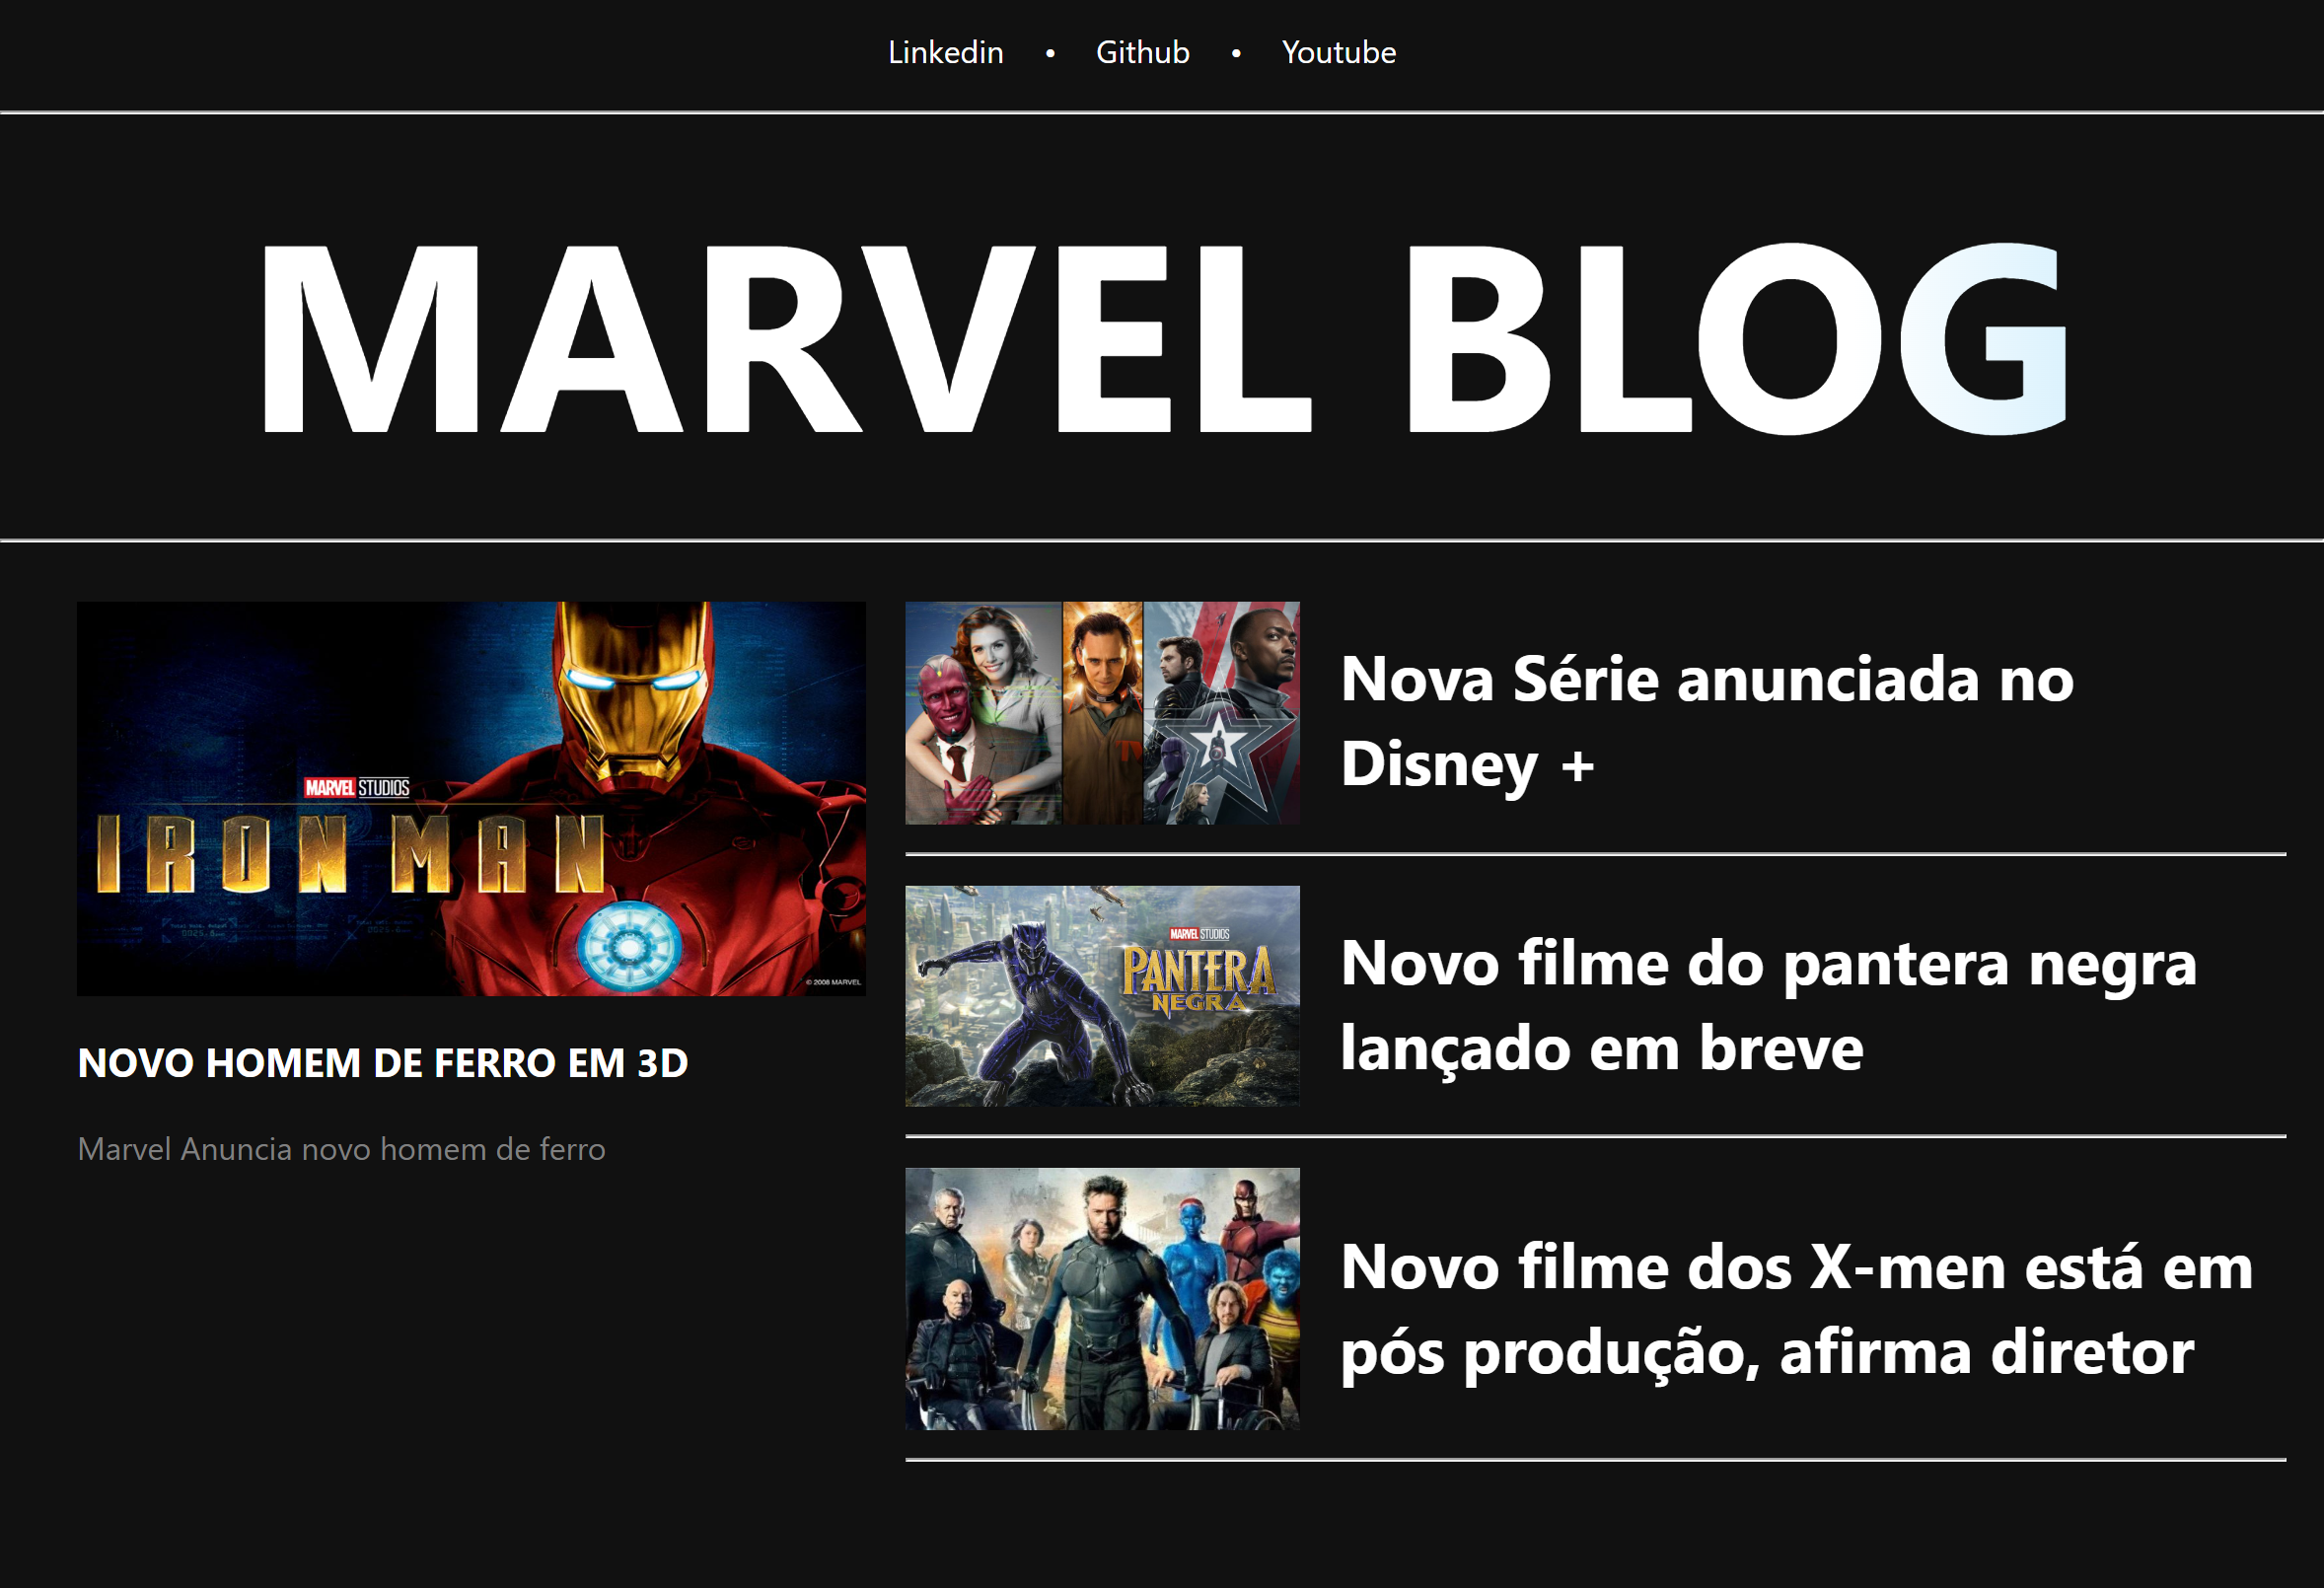 Linkedin • Github • Youtube
MARVEL BLOG
MARVEL STUDIOS
IRON MAN
© 2008 MARVEL
NOVO HOMEM DE FERRO EM 3D
Marvel Anuncia novo homem de ferro
Nova Série anunciada no
Disney +
MARVEL STUDIOS
PANTERA
NEGRA
Novo filme do pantera negra
lançado em breve
Novo filme dos X-men está em
pós produção, afirma diretor